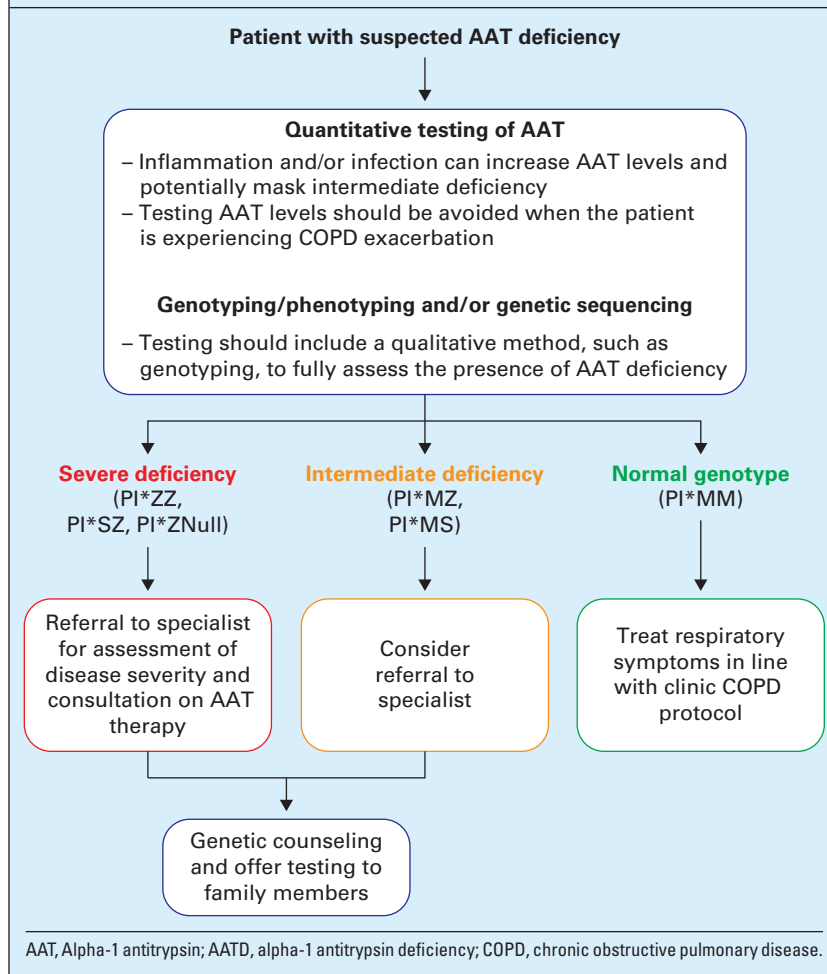 Patient with suspected AAT deficiency
Quantitative testing of AAT
– Inflammation and/or infection can increase AAT levels and
potentially mask intermediate deficiency
– Testing AAT levels should be avoided when the patient
is experiencing COPD exacerbation
Genotyping/phenotyping and/or genetic sequencing
– Testing should include a qualitative method, such as
genotyping, to fully assess the presence of AAT deficiency
Severe deficiency
(PI*ZZ,
PI*SZ, PI*ZNull)
Intermediate deficiency
(PI*MZ,
PI*MS)
Normal genotype
(PI*MM)
Referral to specialist
for assessment of
disease severity and
consultation on AAT
therapy
Consider
referral to
specialist
Treat respiratory
symptoms in line
with clinic COPD
protocol
Genetic counseling
and offer testing to
family members
AAT, Alpha-1 antitrypsin; AATD, alpha-1 antitrypsin deficiency; COPD, chronic obstructive pulmonary disease.